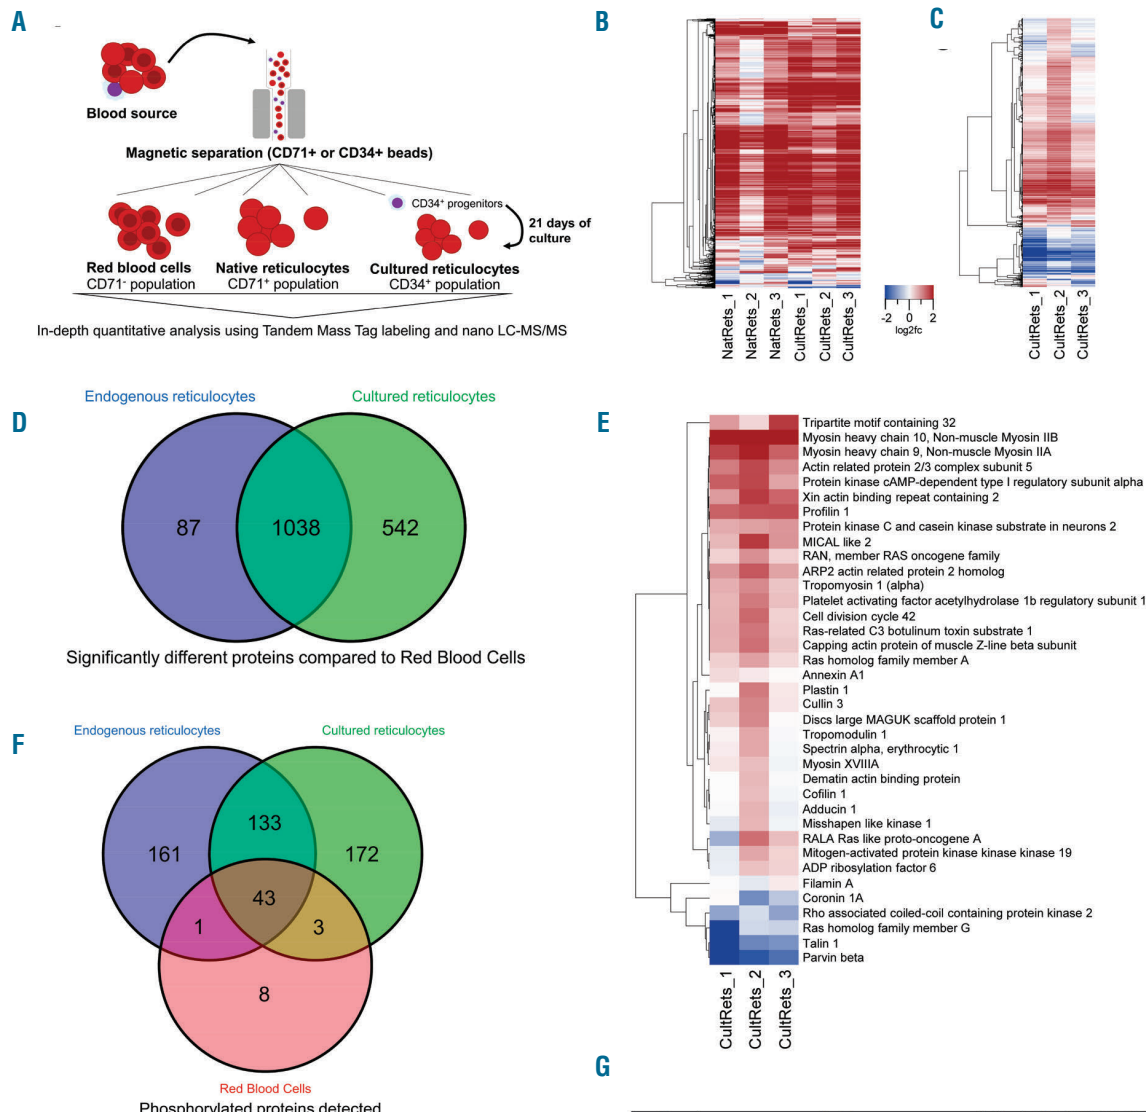 A
Blood source
Magnetic separation (CD71+ or CD34+ beads)
CD34⁺ progenitors
21 days of
culture
Red blood cells
CD71⁻ population
Native reticulocytes
CD71⁺ population
Cultured reticulocytes
CD34⁺ population
In-depth quantitative analysis using Tandem Mass Tag labeling and nano LC-MS/MS
B
NatRets_1
NatRets_2
NatRets_3
CultRets_1
CultRets_2
CultRets_3
-2 0 2
log2fc
C
CultRets_1
CultRets_2
CultRets_3
D
Endogenous reticulocytes
Cultured reticulocytes
87
1038
542
Significantly different proteins compared to Red Blood Cells
E
Tripartite motif containing 32
Myosin heavy chain 10, Non-muscle Myosin IIB
Myosin heavy chain 9, Non-muscle Myosin IIA
Actin related protein 2/3 complex subunit 5
Protein kinase cAMP-dependent type I regulatory subunit alpha
Xin actin binding repeat containing 2
Profilin 1
Protein kinase C and casein kinase substrate in neurons 2
MICAL like 2
RAN, member RAS oncogene family
ARP2 actin related protein 2 homolog
Tropomyosin 1 (alpha)
Platelet activating factor acetylhydrolase 1b regulatory subunit 1
Cell division cycle 42
Ras-related C3 botulinum toxin substrate 1
Capping actin protein of muscle Z-line beta subunit
Ras homolog family member A
Annexin A1
Plastin 1
Cullin 3
Discs large MAGUK scaffold protein 1
Tropomodulin 1
Spectrin alpha, erythrocytic 1
Myosin XVIIIA
Dematin actin binding protein
Cofilin 1
Adducin 1
Misshapen like kinase 1
RALA Ras like proto-oncogene A
Mitogen-activated protein kinase kinase kinase 19
ADP ribosylation factor 6
Filamin A
Coronin 1A
Rho associated coiled-coil containing protein kinase 2
Ras homolog family member G
Talin 1
Parvin beta
CultRets_1
CultRets_2
CultRets_3
F
Endogenous reticulocytes
Cultured reticulocytes
133
161
172
43
1
3
8
Red Blood Cells
Phosphorylated proteins detected
G